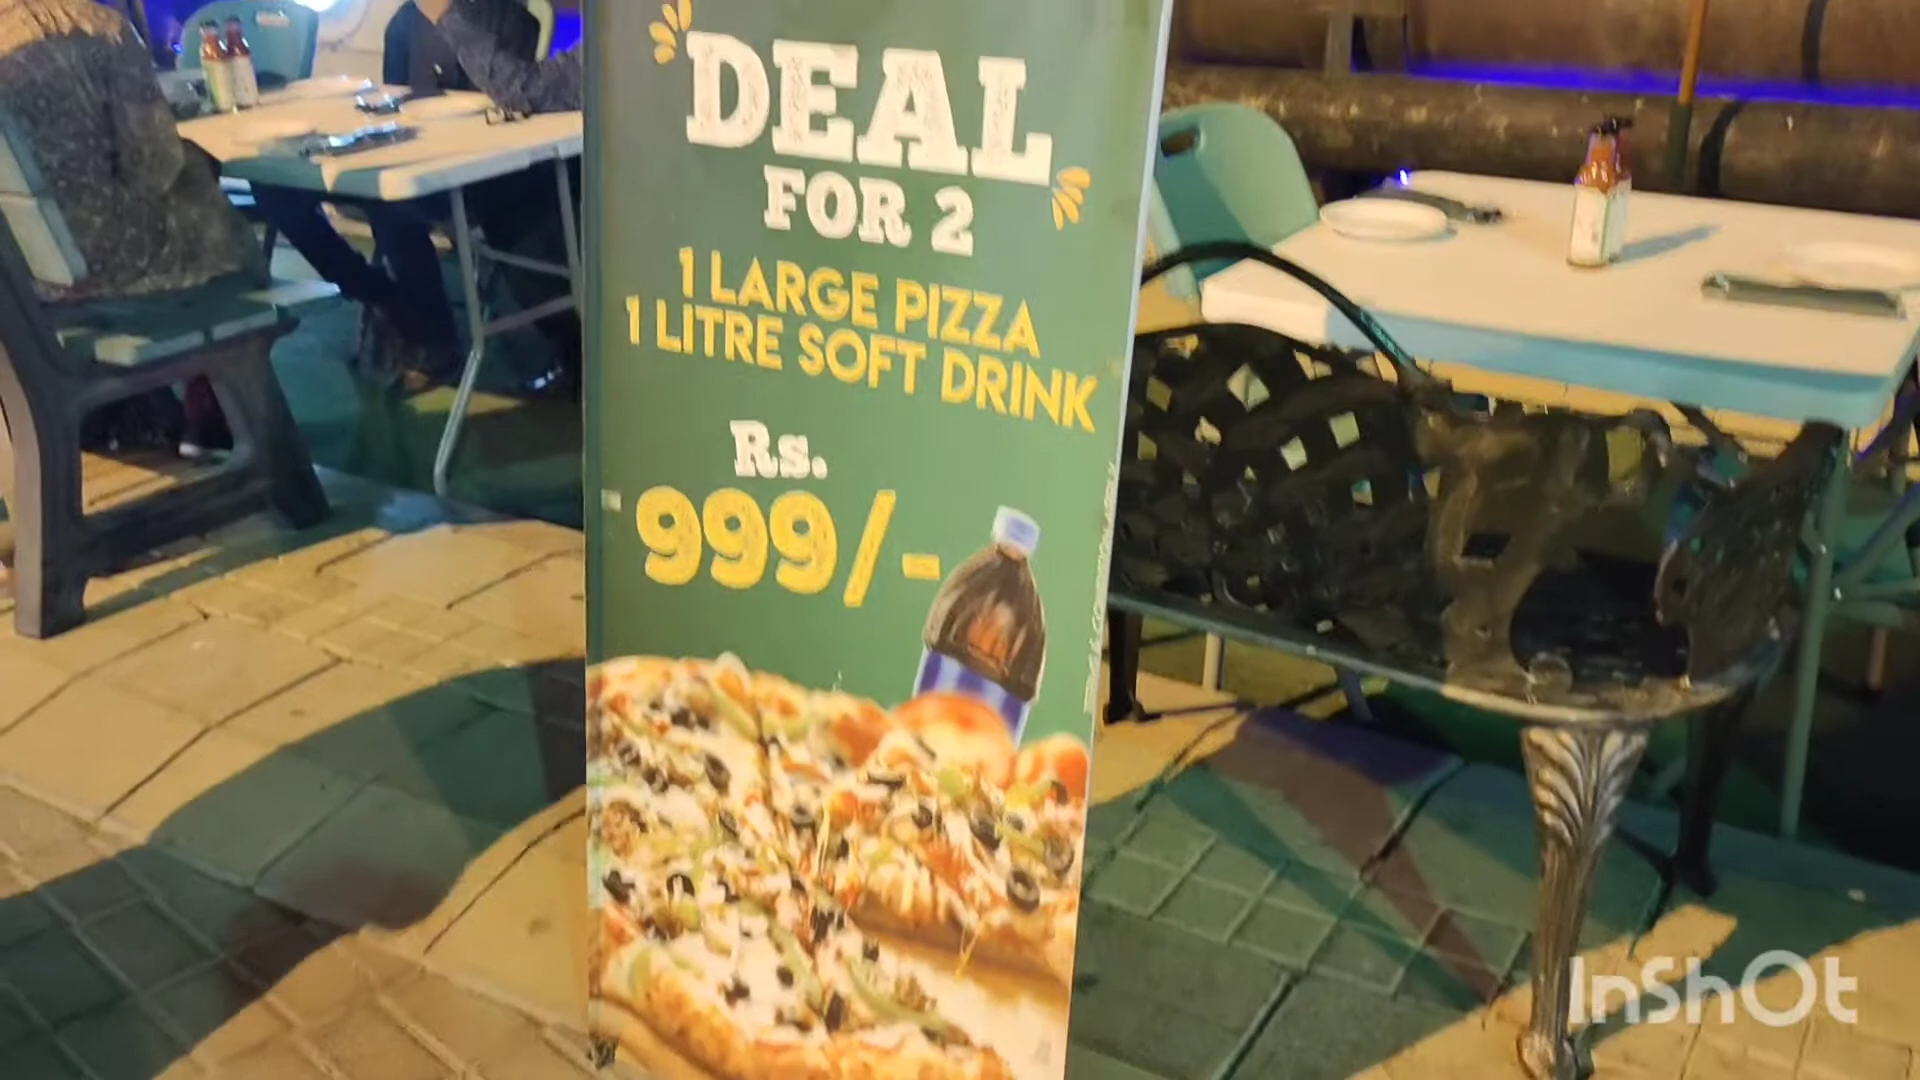 DEAL
FOR 2
1 LARGE PIZZA
1 LITRE SOFT DRINK
Rs.
999/-
InShOt